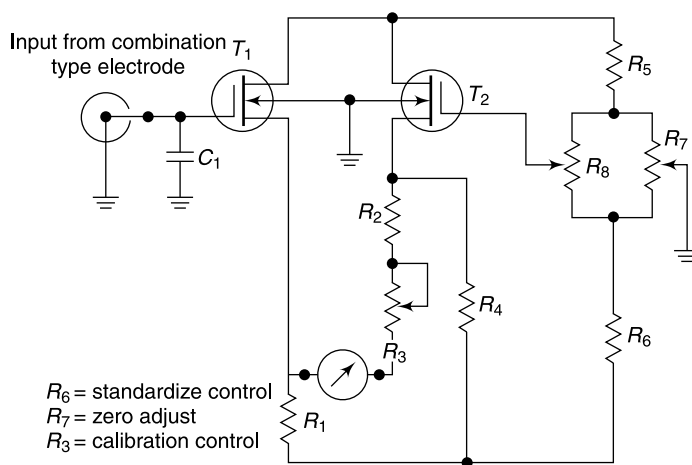 Input from combination
type electrode
T1
T2
R5
R7
R8
C1
R2
R4
R6
R3
R1
R6 = standardize control
R7 = zero adjust
R3 = calibration control